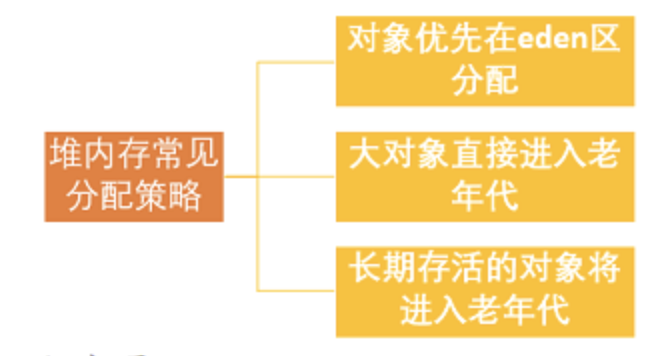 对象优先在eden区
分配
堆内存常见
分配策略
大对象直接进入老
年代
长期存活的对象将
进入老年代